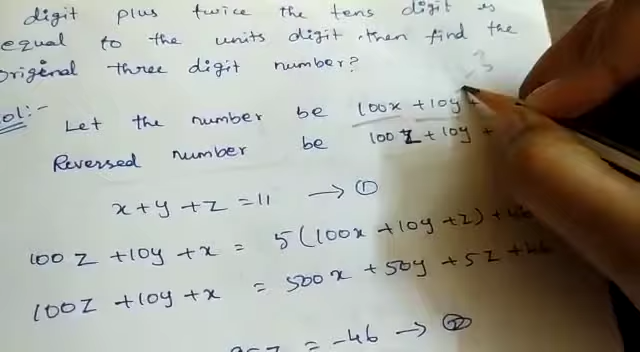 digit plus twice the tens digit is
equal to the units digit. then find the
original three digit number?
Sol:-
Let the number be 100x + 10y +
Reversed number be 100z + 10y +
x + y + z = 11 → ①
100z + 10y + x = 5(100x + 10y + z) + 46
100z + 10y + x = 500x + 50y + 5z + 46
= -46 → ②